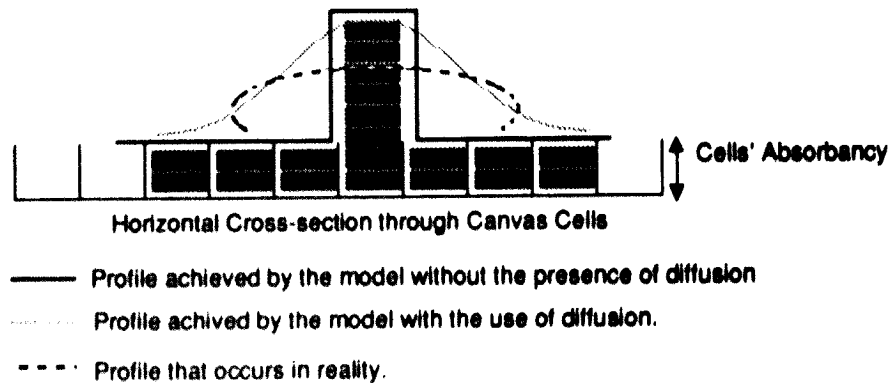 Cells' Absorbancy
Horizontal Cross-section through Canvas Cells
Profile achieved by the model without the presence of diffusion
Profile achived by the model with the use of diffusion.
Profile that occurs in reality.